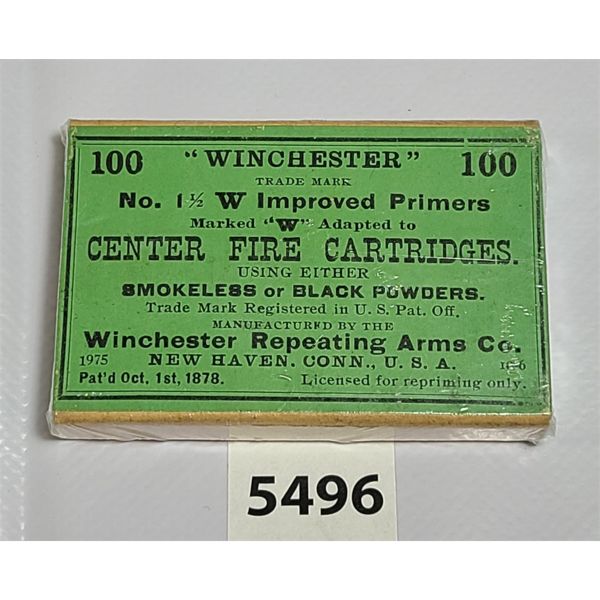 100 "WINCHESTER" 100
TRADE MARK
No. 1½ W Improved Primers
Marked "W" Adapted to
CENTER FIRE CARTRIDGES.
USING EITHER
SMOKELESS or BLACK POWDERS.
Trade Mark Registered in U.S. Pat. Off.
MANUFACTURED BY THE
Winchester Repeating Arms Co.
1975 NEW HAVEN, CONN., U. S. A.
Pat'd Oct. 1st, 1878. Licensed for repriming only.
5496